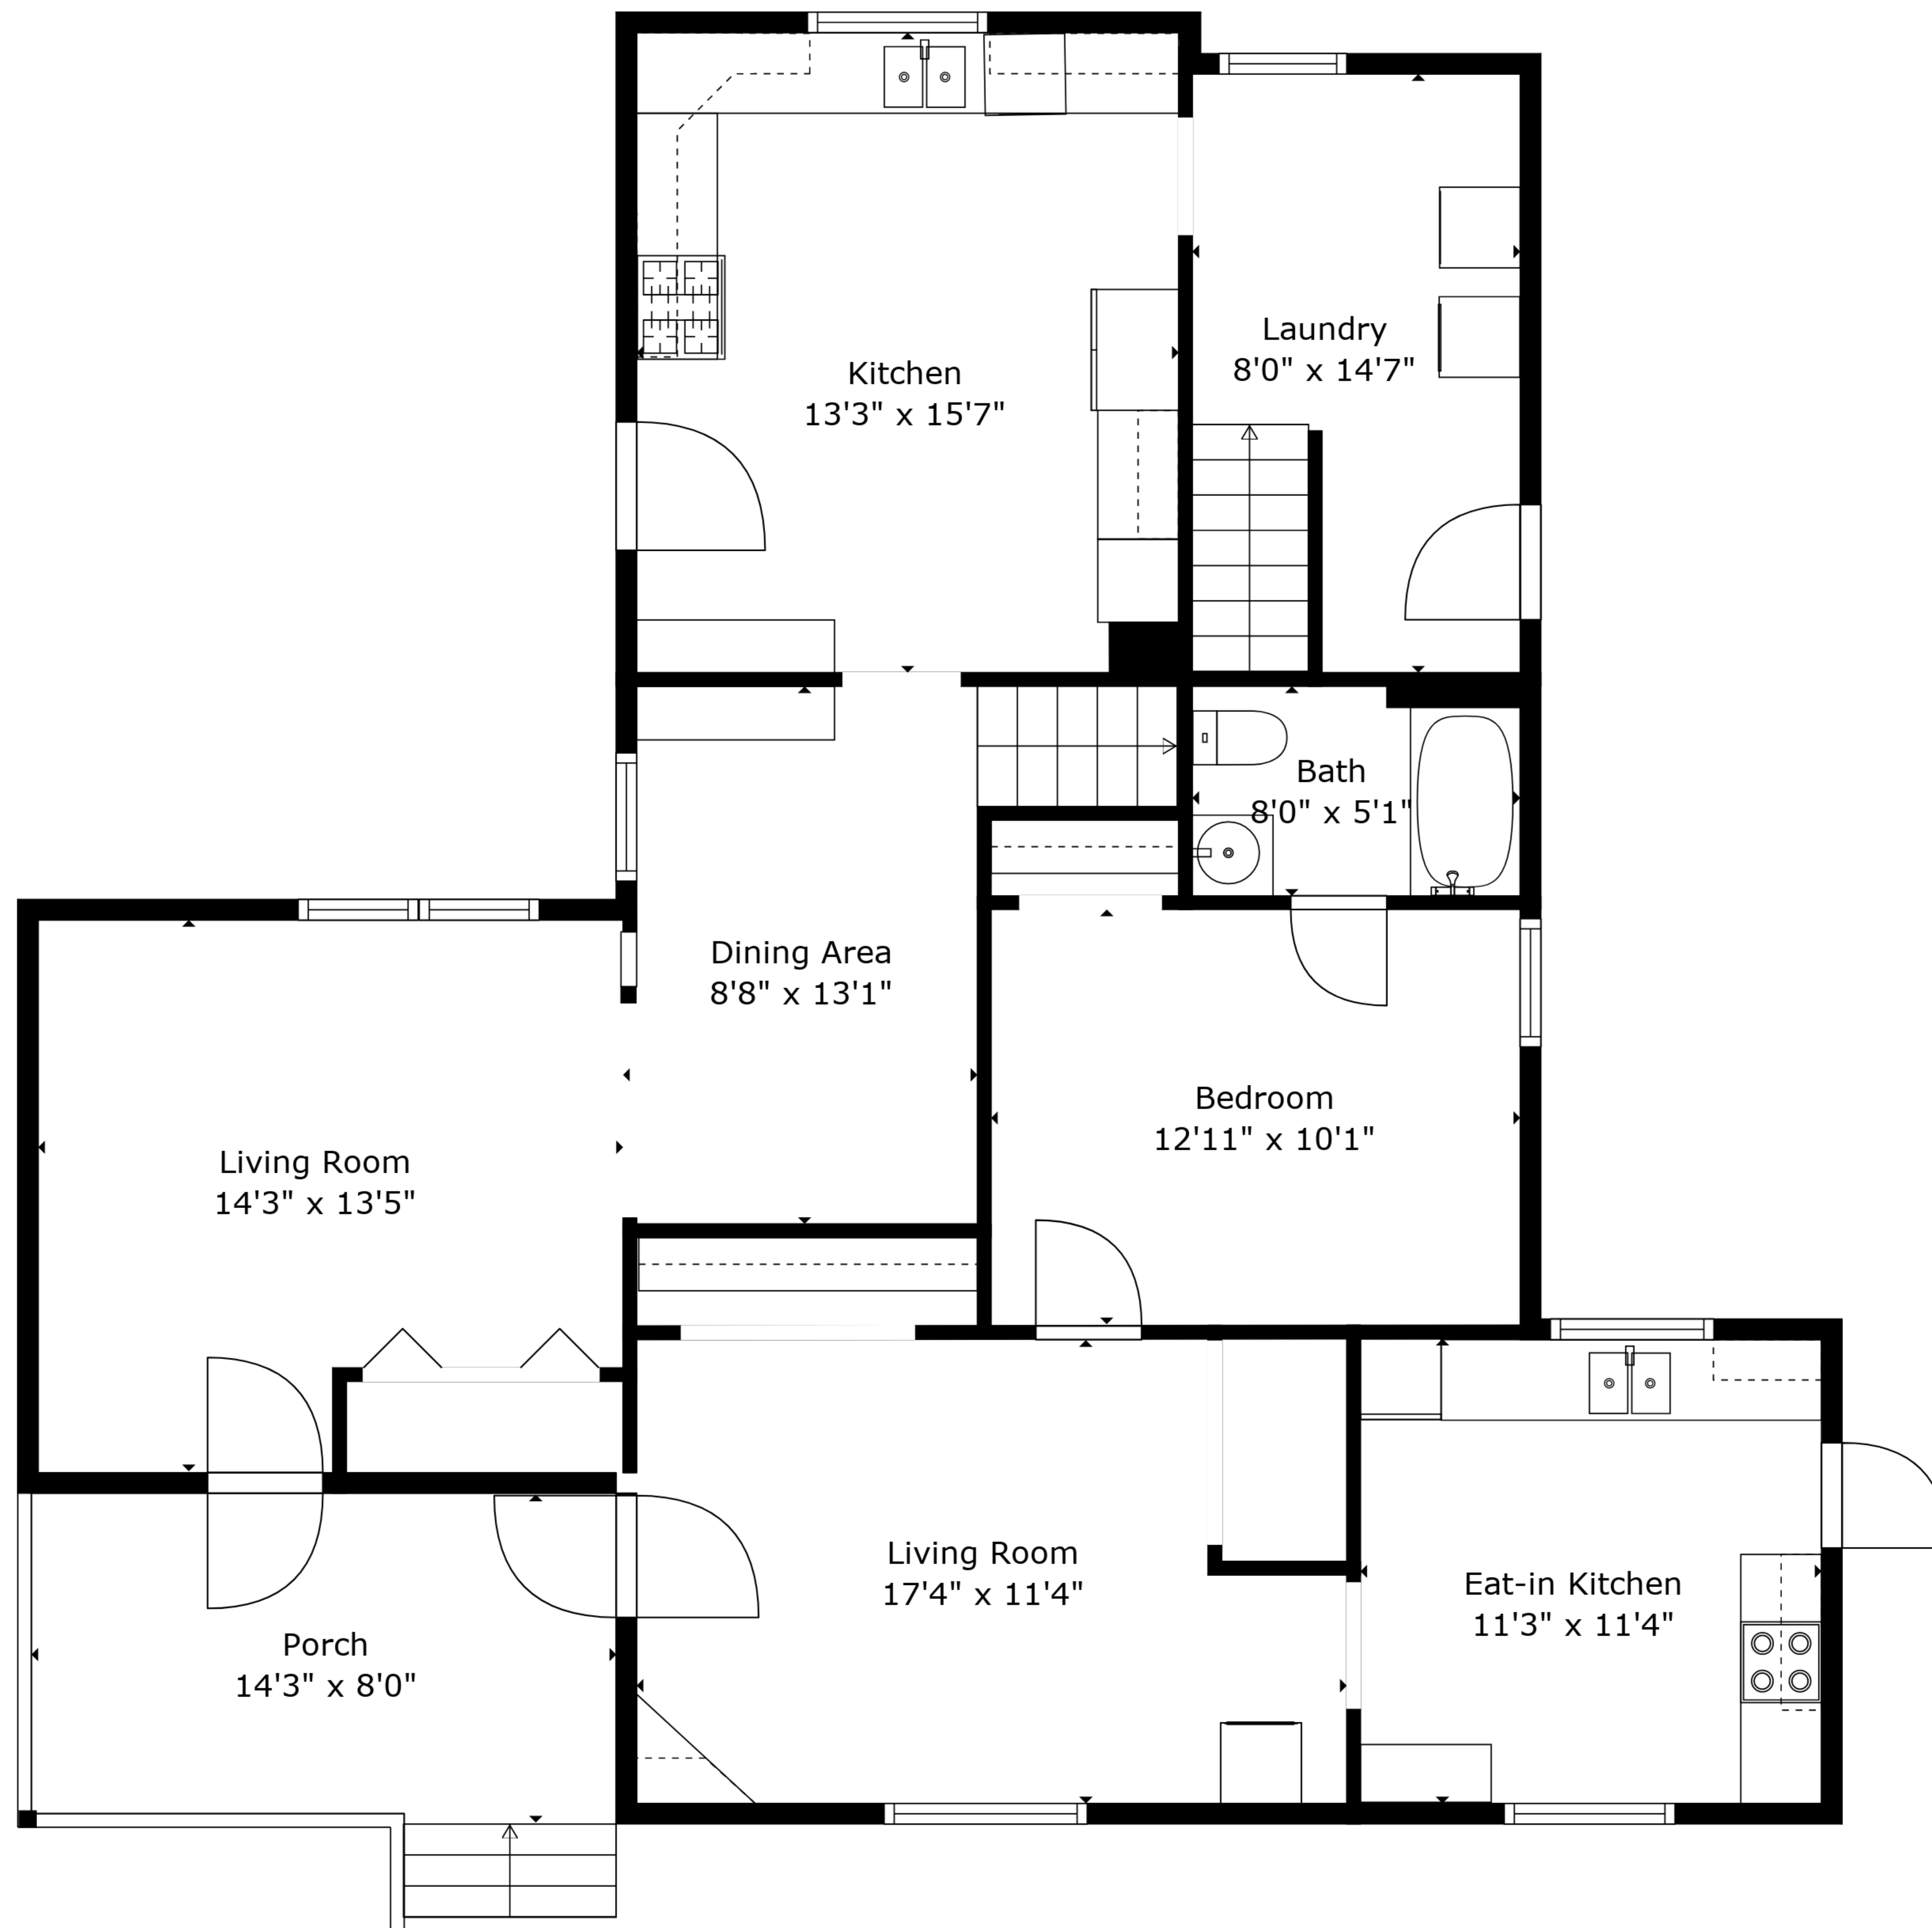 Kitchen
13'3" x 15'7"
Laundry
8'0" x 14'7"
Bath
8'0" x 5'1"
Dining Area
8'8" x 13'1"
Bedroom
12'11" x 10'1"
Living Room
14'3" x 13'5"
Living Room
17'4" x 11'4"
Eat-in Kitchen
11'3" x 11'4"
Porch
14'3" x 8'0"